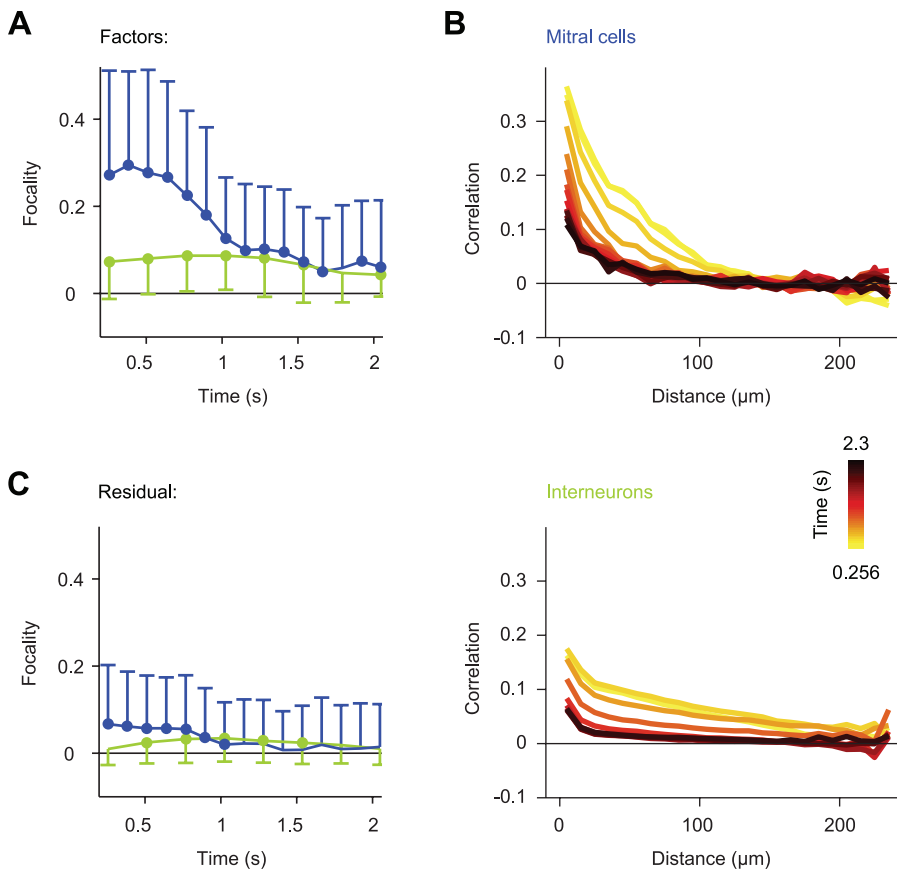 A
Factors:
Focality
0.4
0.2
0
0.5
1
1.5
2
Time (s)
B
Mitral cells
Correlation
0.3
0.2
0.1
0
-0.1
0
100
200
Distance (µm)
C
Residual:
Focality
0.4
0.2
0
0.5
1
1.5
2
Time (s)
Interneurons
2.3
Time (s)
0.256
Correlation
0.3
0.2
0.1
0
-0.1
0
100
200
Distance (µm)